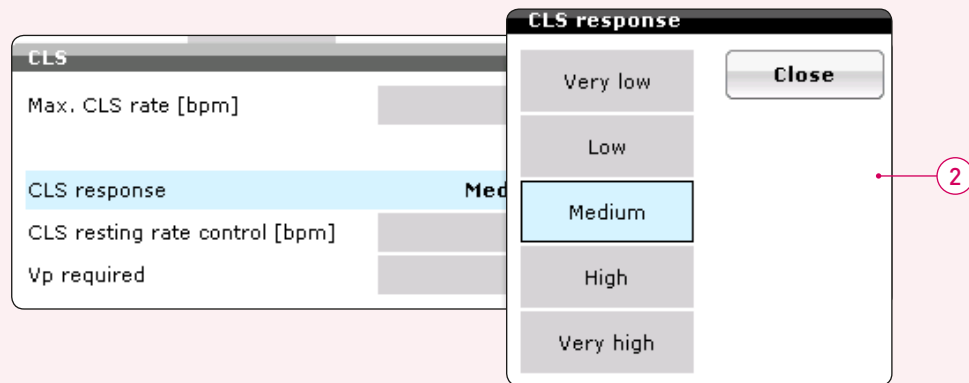 CLS
Max. CLS rate [bpm]
CLS response
CLS resting rate control [bpm]
Vp required
CLS response
Very low
Close
Low
Medium
High
Very high
2